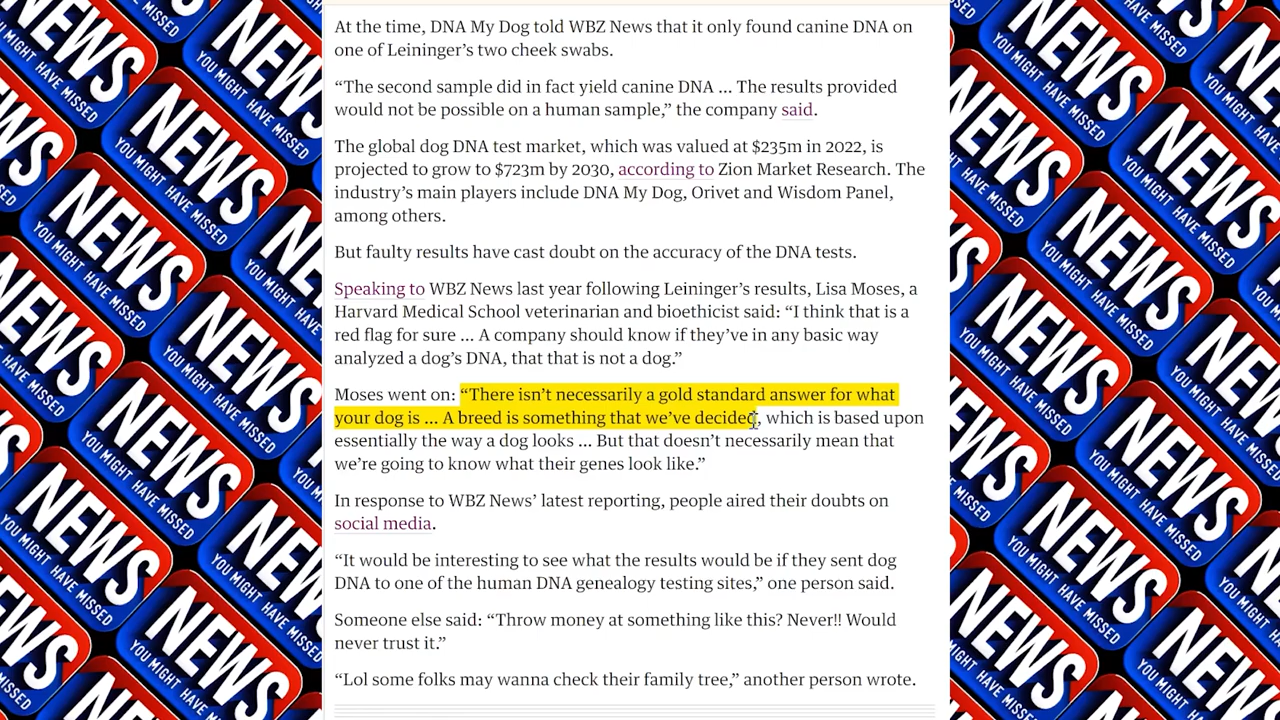 At the time, DNA My Dog told WBZ News that it only found canine DNA on
one of Leininger’s two cheek swabs.
“The second sample did in fact yield canine DNA ... The results provided
would not be possible on a human sample,” the company said.
The global dog DNA test market, which was valued at $235m in 2022, is
projected to grow to $723m by 2030, according to Zion Market Research. The
industry’s main players include DNA My Dog, Orivet and Wisdom Panel,
among others.
But faulty results have cast doubt on the accuracy of the DNA tests.
Speaking to WBZ News last year following Leininger’s results, Lisa Moses, a
Harvard Medical School veterinarian and bioethicist said: “I think that is a
red flag for sure ... A company should know if they’ve in any basic way
analyzed a dog’s DNA, that that is not a dog.”
Moses went on: “There isn’t necessarily a gold standard answer for what
your dog is ... A breed is something that we’ve decided, which is based upon
essentially the way a dog looks ... But that doesn’t necessarily mean that
we’re going to know what their genes look like.”
In response to WBZ News’ latest reporting, people aired their doubts on
social media.
“It would be interesting to see what the results would be if they sent dog
DNA to one of the human DNA genealogy testing sites,” one person said.
Someone else said: “Throw money at something like this? Never!! Would
never trust it.”
“Lol some folks may wanna check their family tree,” another person wrote.
NEWS
YOU MIGHT HAVE MISSED